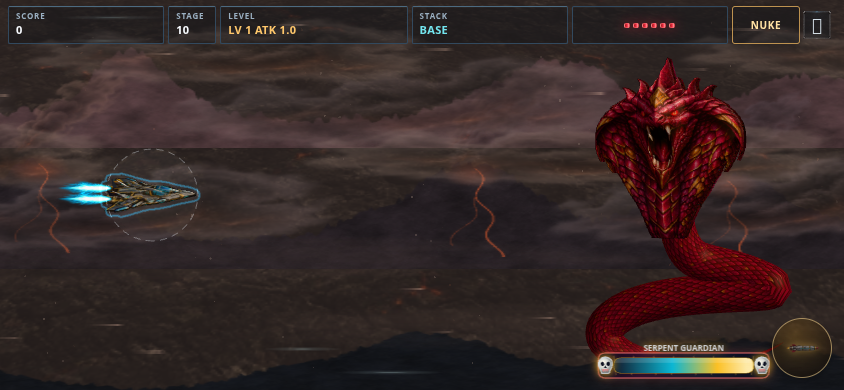 SCORE
0
STAGE
10
LEVEL
LV 1 ATK 1.0
STACK
BASE
NUKE
SERPENT GUARDIAN